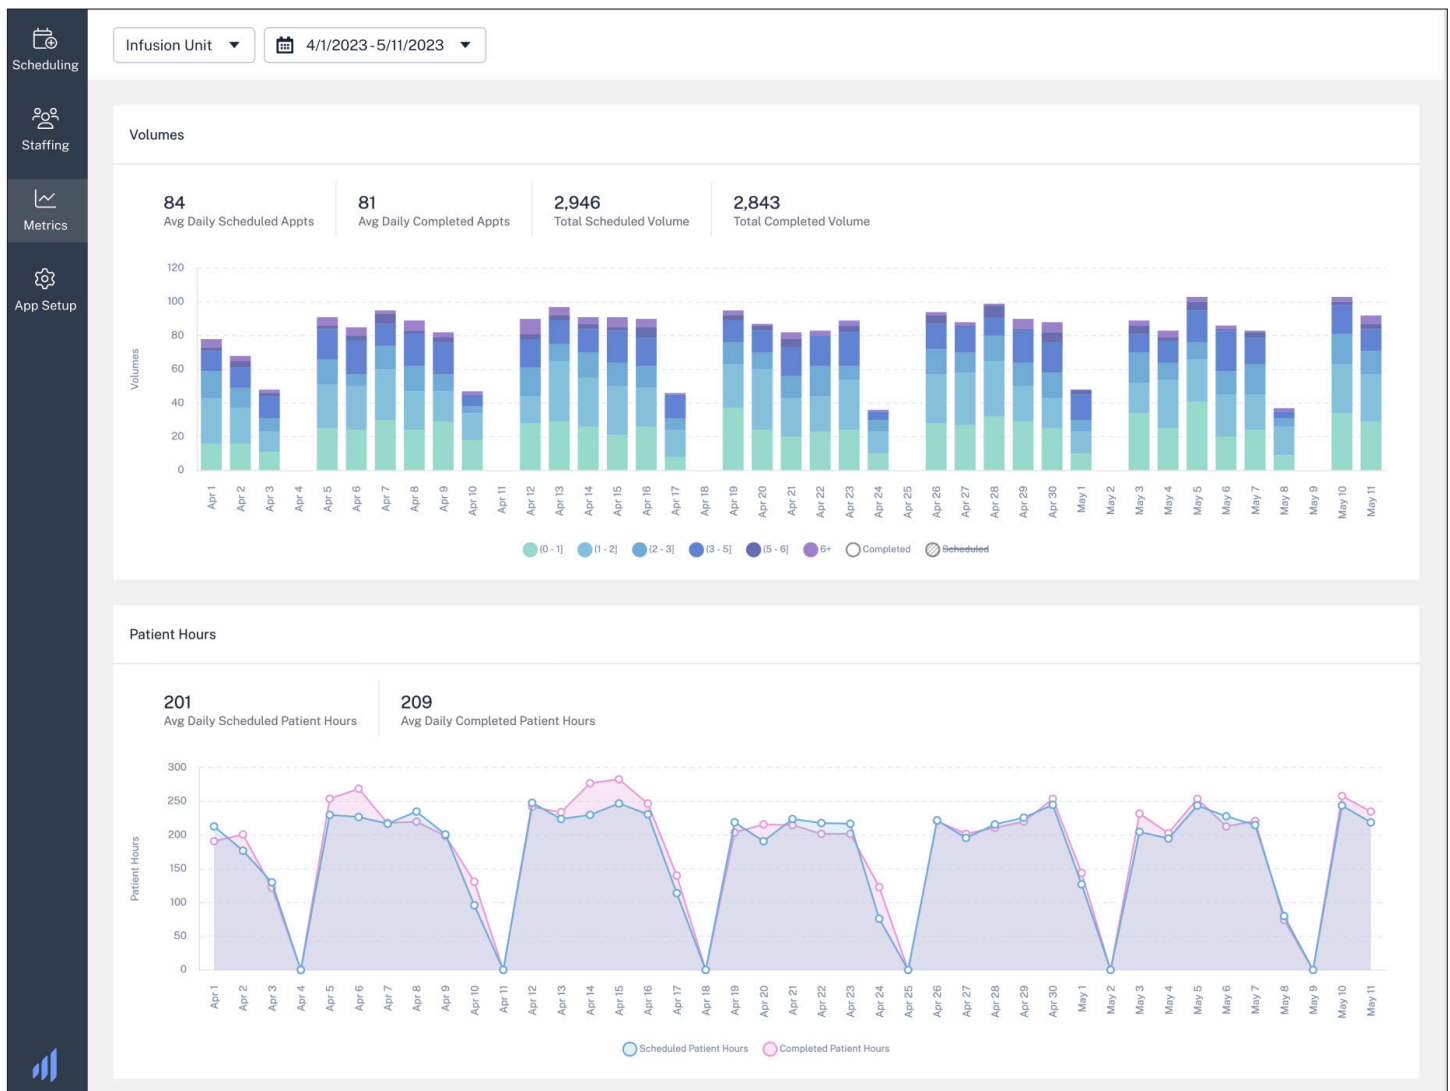 Scheduling
Staffing
Metrics
App Setup
Infusion Unit
4/1/2023 - 5/11/2023
Volumes
84
Avg Daily Scheduled Appts
81
Avg Daily Completed Appts
2,946
Total Scheduled Volume
2,843
Total Completed Volume
Volumes
120
100
80
60
40
20
0
Apr 1
Apr 2
Apr 3
Apr 4
Apr 5
Apr 6
Apr 7
Apr 8
Apr 9
Apr 10
Apr 11
Apr 12
Apr 13
Apr 14
Apr 15
Apr 16
Apr 17
Apr 18
Apr 19
Apr 20
Apr 21
Apr 22
Apr 23
Apr 24
Apr 25
Apr 26
Apr 27
Apr 28
Apr 29
Apr 30
May 1
May 2
May 3
May 4
May 5
May 6
May 7
May 8
May 9
May 10
May 11
(0 - 1] (1 - 2] (2 - 3] (3 - 5] (5 - 6] 6+ Completed Scheduled
Patient Hours
201
Avg Daily Scheduled Patient Hours
209
Avg Daily Completed Patient Hours
Patient Hours
300
250
200
150
100
50
0
Apr 1
Apr 2
Apr 3
Apr 4
Apr 5
Apr 6
Apr 7
Apr 8
Apr 9
Apr 10
Apr 11
Apr 12
Apr 13
Apr 14
Apr 15
Apr 16
Apr 17
Apr 18
Apr 19
Apr 20
Apr 21
Apr 22
Apr 23
Apr 24
Apr 25
Apr 26
Apr 27
Apr 28
Apr 29
Apr 30
May 1
May 2
May 3
May 4
May 5
May 6
May 7
May 8
May 9
May 10
May 11
Scheduled Patient Hours Completed Patient Hours